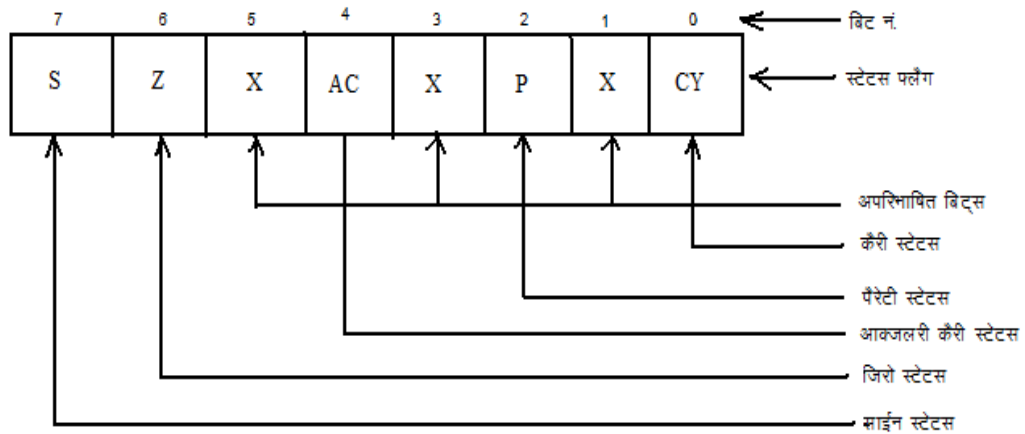 7 6 5 4 3 2 1 0 बिट नं.
S Z X AC X P X CY स्टेटस फ्लैग
अपरिभाषित बिट्स
कैरी स्टेटस
पैरेटी स्टेटस
आक्जलरी कैरी स्टेटस
जिरो स्टेटस
साईन स्टेटस